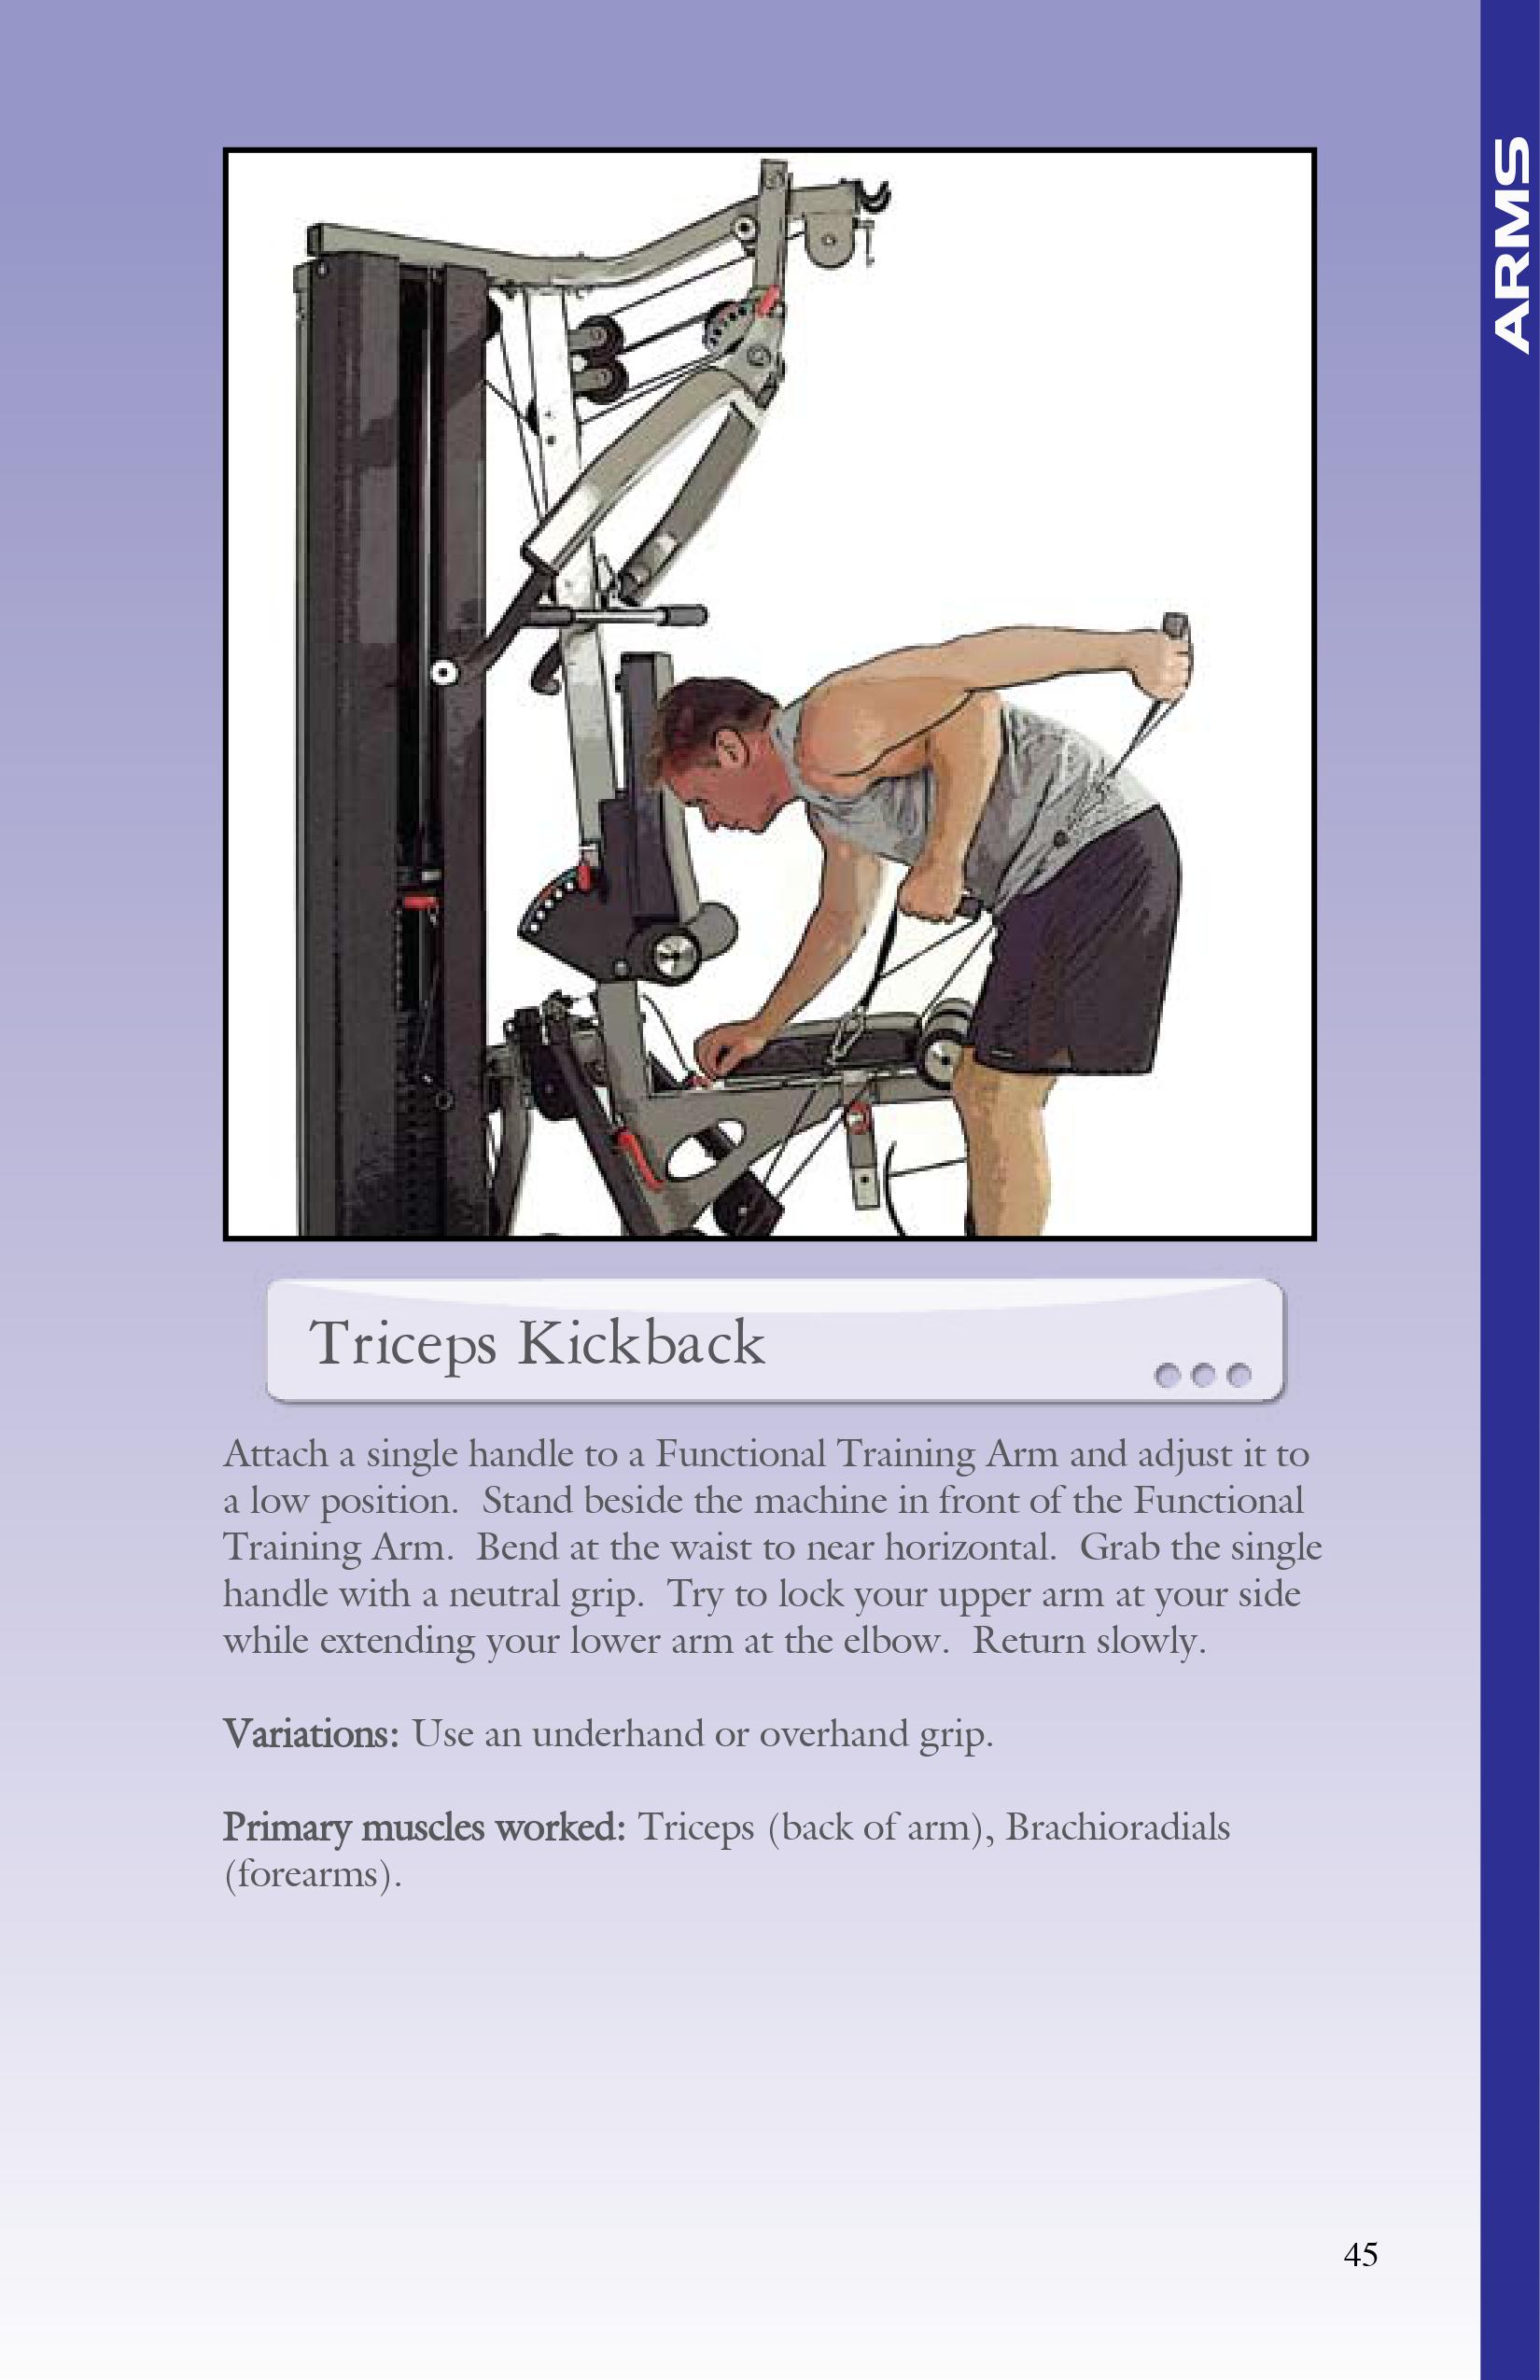 ARMS
Triceps Kickback
Attach a single handle to a Functional Training Arm and adjust it to
a low position.  Stand beside the machine in front of the Functional
Training Arm.  Bend at the waist to near horizontal.  Grab the single
handle with a neutral grip.  Try to lock your upper arm at your side
while extending your lower arm at the elbow.  Return slowly.
Variations: Use an underhand or overhand grip.
Primary muscles worked: Triceps (back of arm), Brachioradials
(forearms).
45